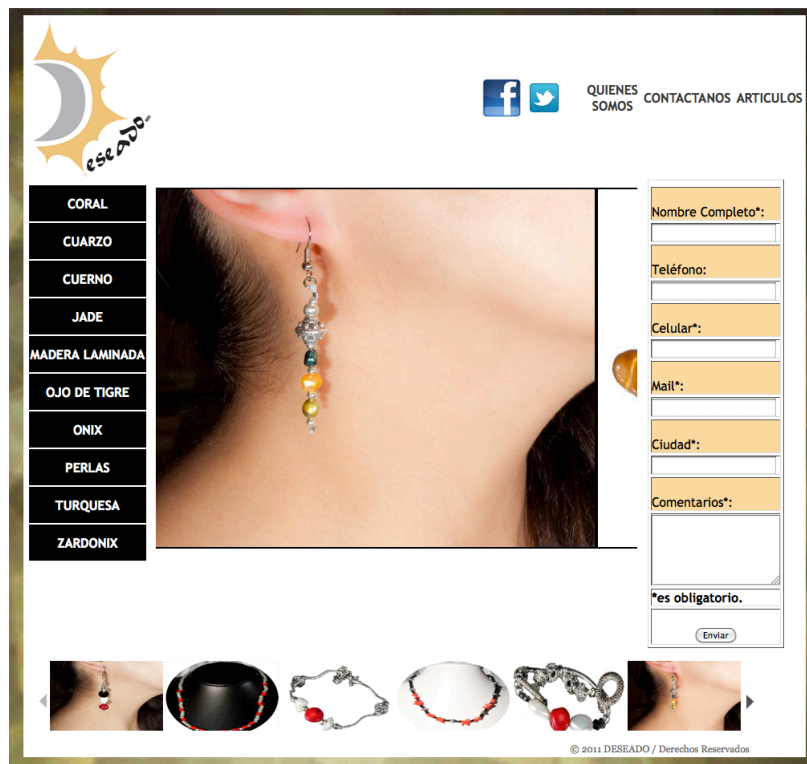 eseado
QUIENES
SOMOS
CONTACTANOS
ARTICULOS
CORAL
CUARZO
CUERNO
JADE
MADERA LAMINADA
OJO DE TIGRE
ONIX
PERLAS
TURQUESA
ZARDONIX
Nombre Completo*:
Teléfono:
Celular*:
Mail*:
Ciudad*:
Comentarios*:
*es obligatorio.
Enviar
© 2011 DESEADO / Derechos Reservados